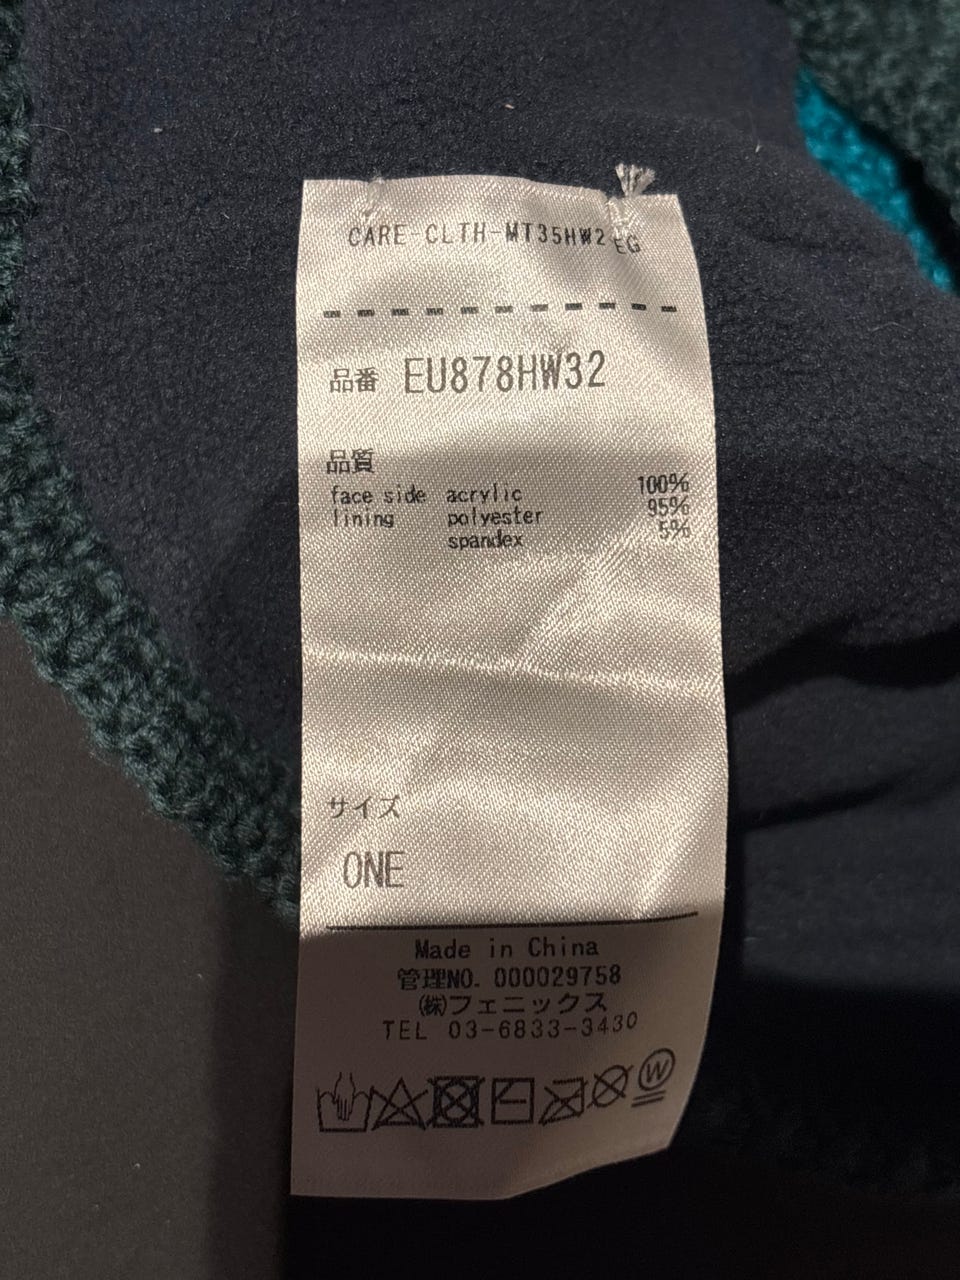 CARE-CLTH-MT35HW2 EG
品番 EU878HW32
品質
face side acrylic 100%
lining polyester 95%
spandex 5%
サイズ
ONE
Made in China
管理NO. 000029758
㈱フェニックス
TEL 03-6833-3430
W